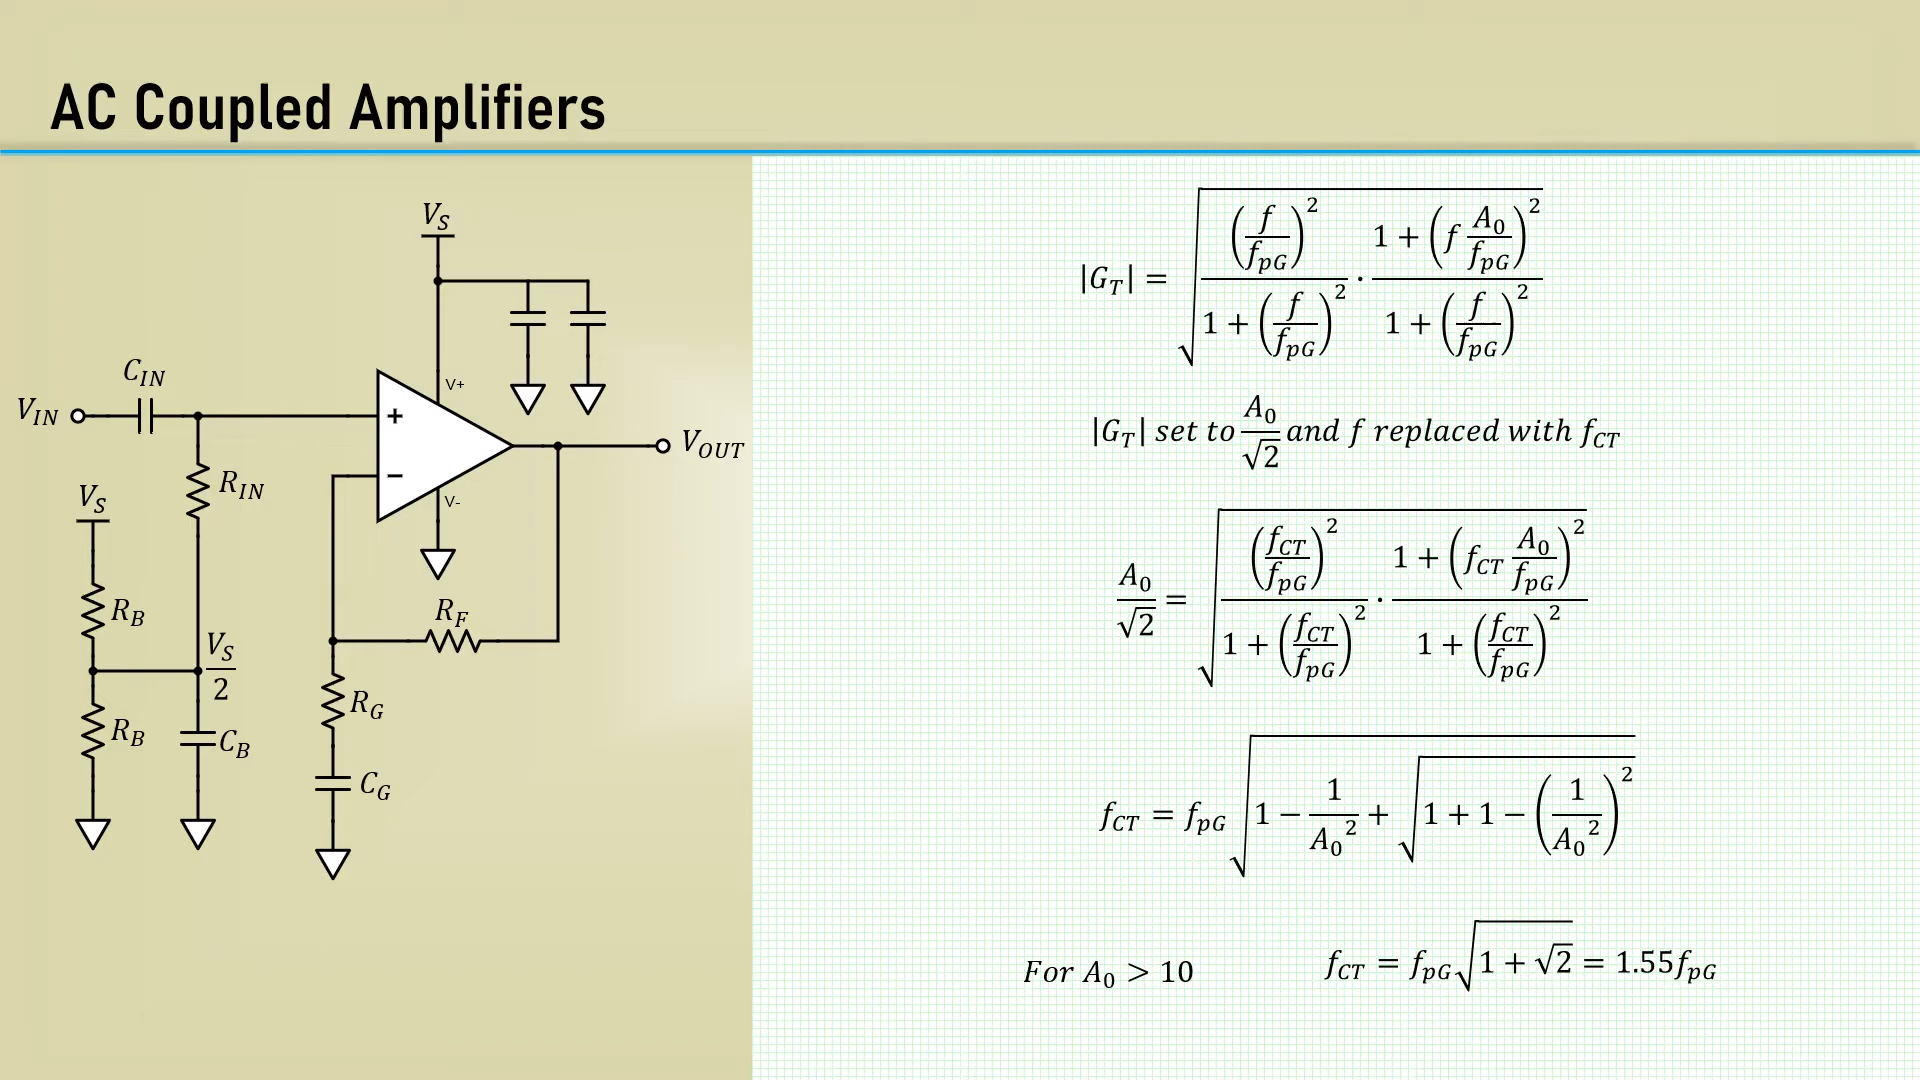 AC Coupled Amplifiers
V_S
V+
C_IN
V_IN
+
−
V_OUT
V-
R_IN
V_S
R_B
V_S/2
R_F
R_B
C_B
R_G
C_G
|G_T| = √( (f/f_pG)² / (1 + (f/f_pG)²) · (1 + (f A_0/f_pG)²) / (1 + (f/f_pG)²) )
|G_T| set to A_0/√2 and f replaced with f_CT
A_0/√2 = √( (f_CT/f_pG)² / (1 + (f_CT/f_pG)²) · (1 + (f_CT A_0/f_pG)²) / (1 + (f_CT/f_pG)²) )
f_CT = f_pG √( 1 − 1/A_0² + √( 1 + 1 − (1/A_0²)² ) )
For A_0 > 10
f_CT = f_pG √(1 + √2) = 1.55f_pG